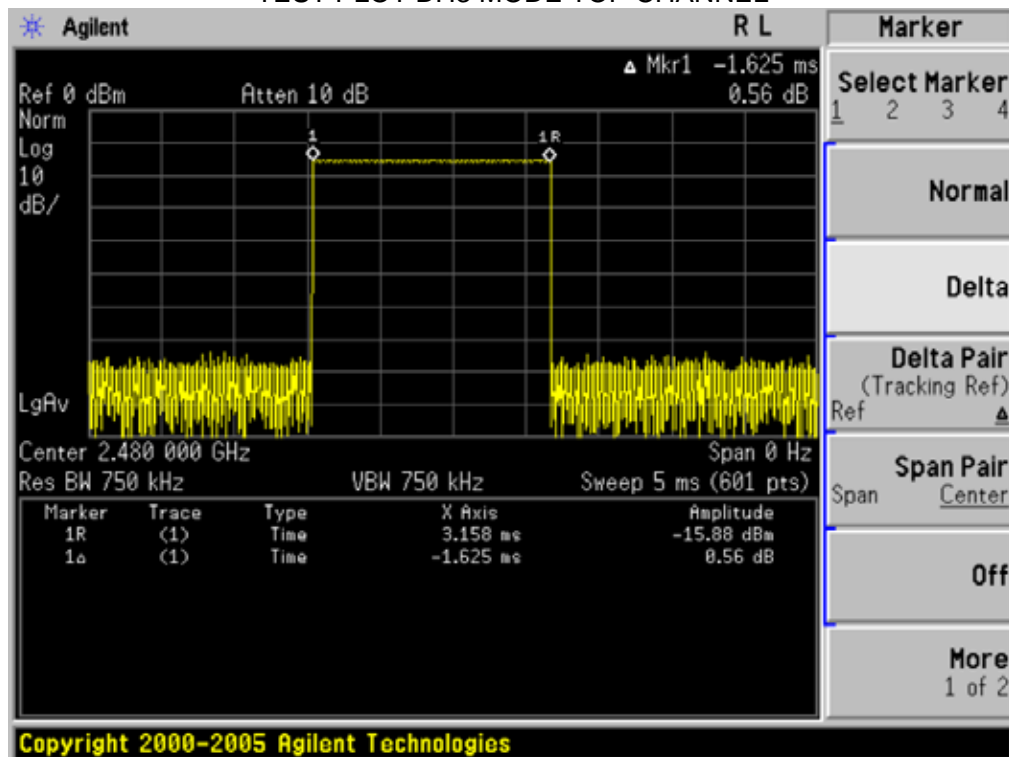 Agilent R L
Marker
Δ Mkr1 -1.625 ms
Ref 0 dBm Atten 10 dB 0.56 dB
Norm
Log
10
dB/
1
1R
LgAv
Center 2.480 000 GHz Span 0 Hz
Res BW 750 kHz VBW 750 kHz Sweep 5 ms (601 pts)
Marker Trace Type X Axis Amplitude
1R (1) Time 3.158 ms -15.88 dBm
1Δ (1) Time -1.625 ms 0.56 dB
Select Marker
1 2 3 4
Normal
Delta
Delta Pair
(Tracking Ref)
Ref Δ
Span Pair
Span Center
Off
More
1 of 2
Copyright 2000-2005 Agilent Technologies